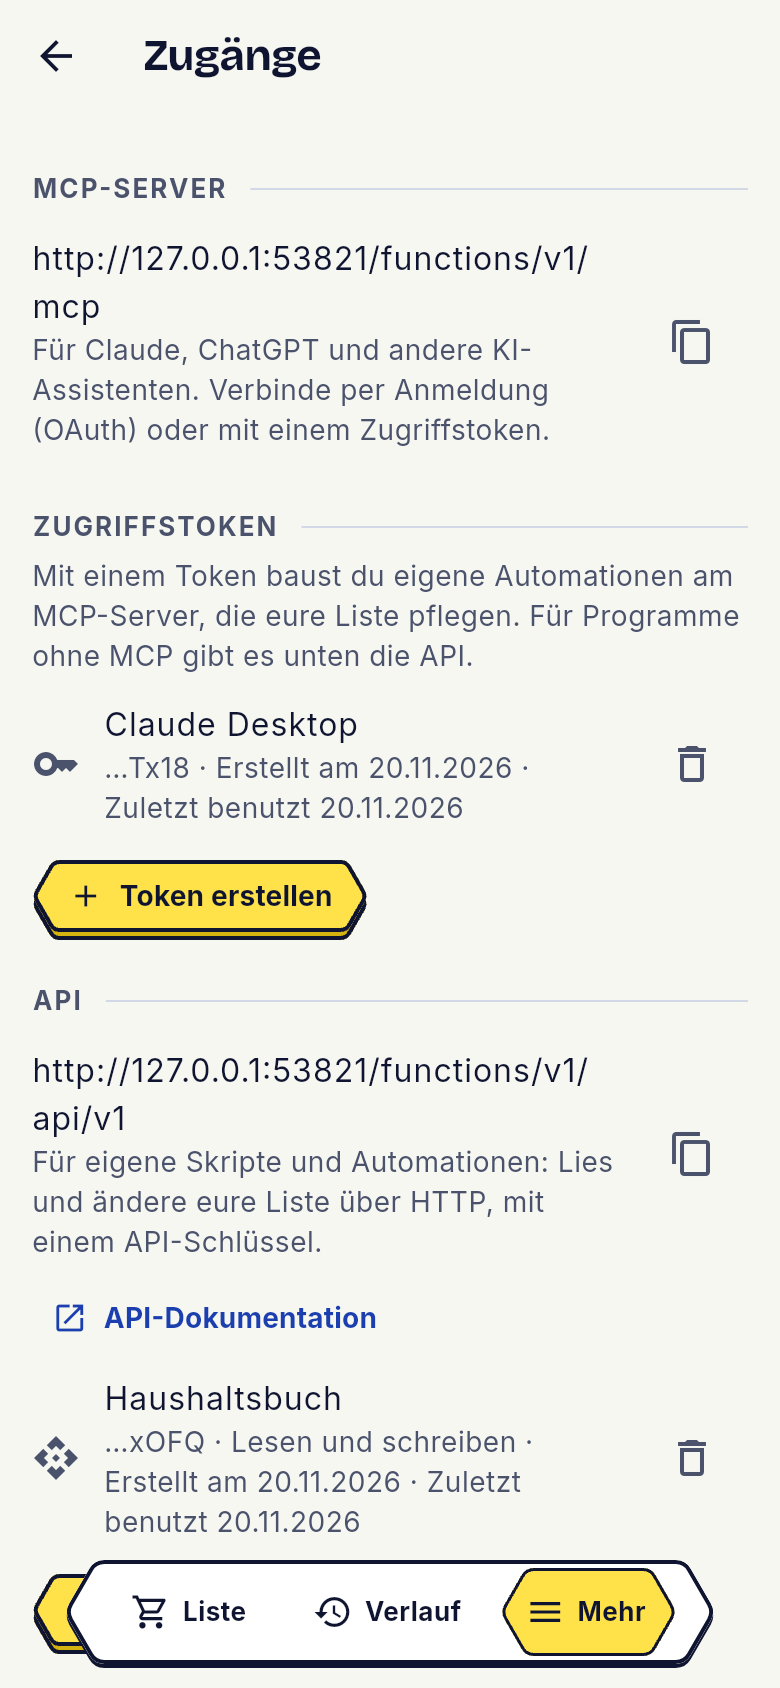 Zugänge
MCP-SERVER
http://127.0.0.1:53821/functions/v1/
mcp
Für Claude, ChatGPT und andere KI-
Assistenten. Verbinde per Anmeldung
(OAuth) oder mit einem Zugriffstoken.
ZUGRIFFSTOKEN
Mit einem Token baust du eigene Automationen am
MCP-Server, die eure Liste pflegen. Für Programme
ohne MCP gibt es unten die API.
Claude Desktop
…Tx18 · Erstellt am 20.11.2026 ·
Zuletzt benutzt 20.11.2026
Token erstellen
API
http://127.0.0.1:53821/functions/v1/
api/v1
Für eigene Skripte und Automationen: Lies
und ändere eure Liste über HTTP, mit
einem API-Schlüssel.
API-Dokumentation
Haushaltsbuch
…xOFQ · Lesen und schreiben ·
Erstellt am 20.11.2026 · Zuletzt
benutzt 20.11.2026
Liste Verlauf Mehr